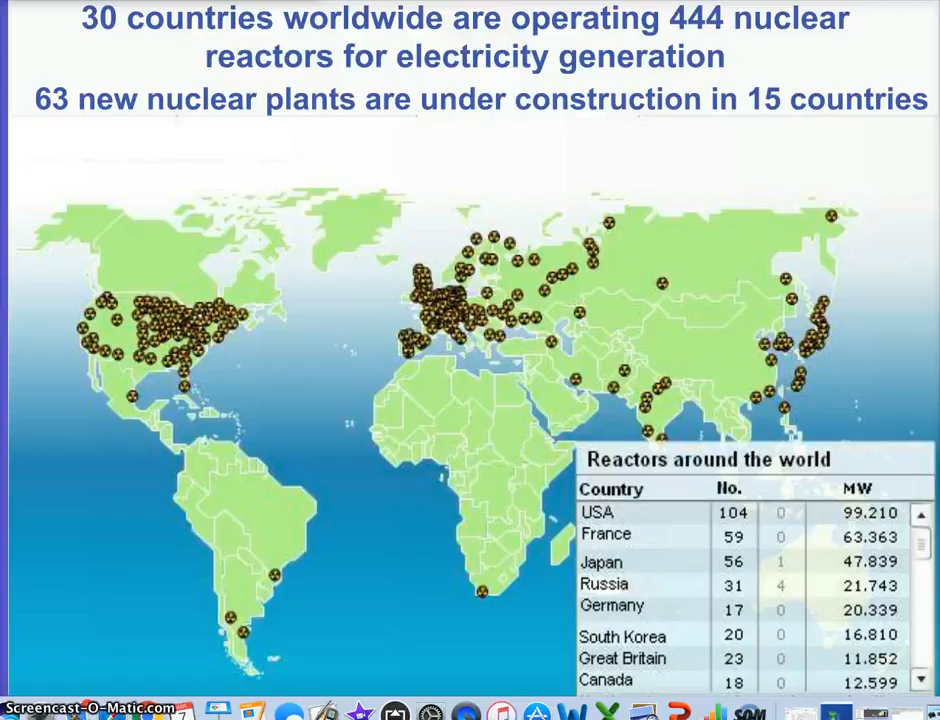 30 countries worldwide are operating 444 nuclear
reactors for electricity generation
63 new nuclear plants are under construction in 15 countries
Reactors around the world
Country No. MW
USA 104 0 99.210
France 59 0 63.363
Japan 56 1 47.839
Russia 31 4 21.743
Germany 17 0 20.339
South Korea 20 0 16.810
Great Britain 23 0 11.852
Canada 18 0 12.599
Screencast-O-Matic.com
SOM